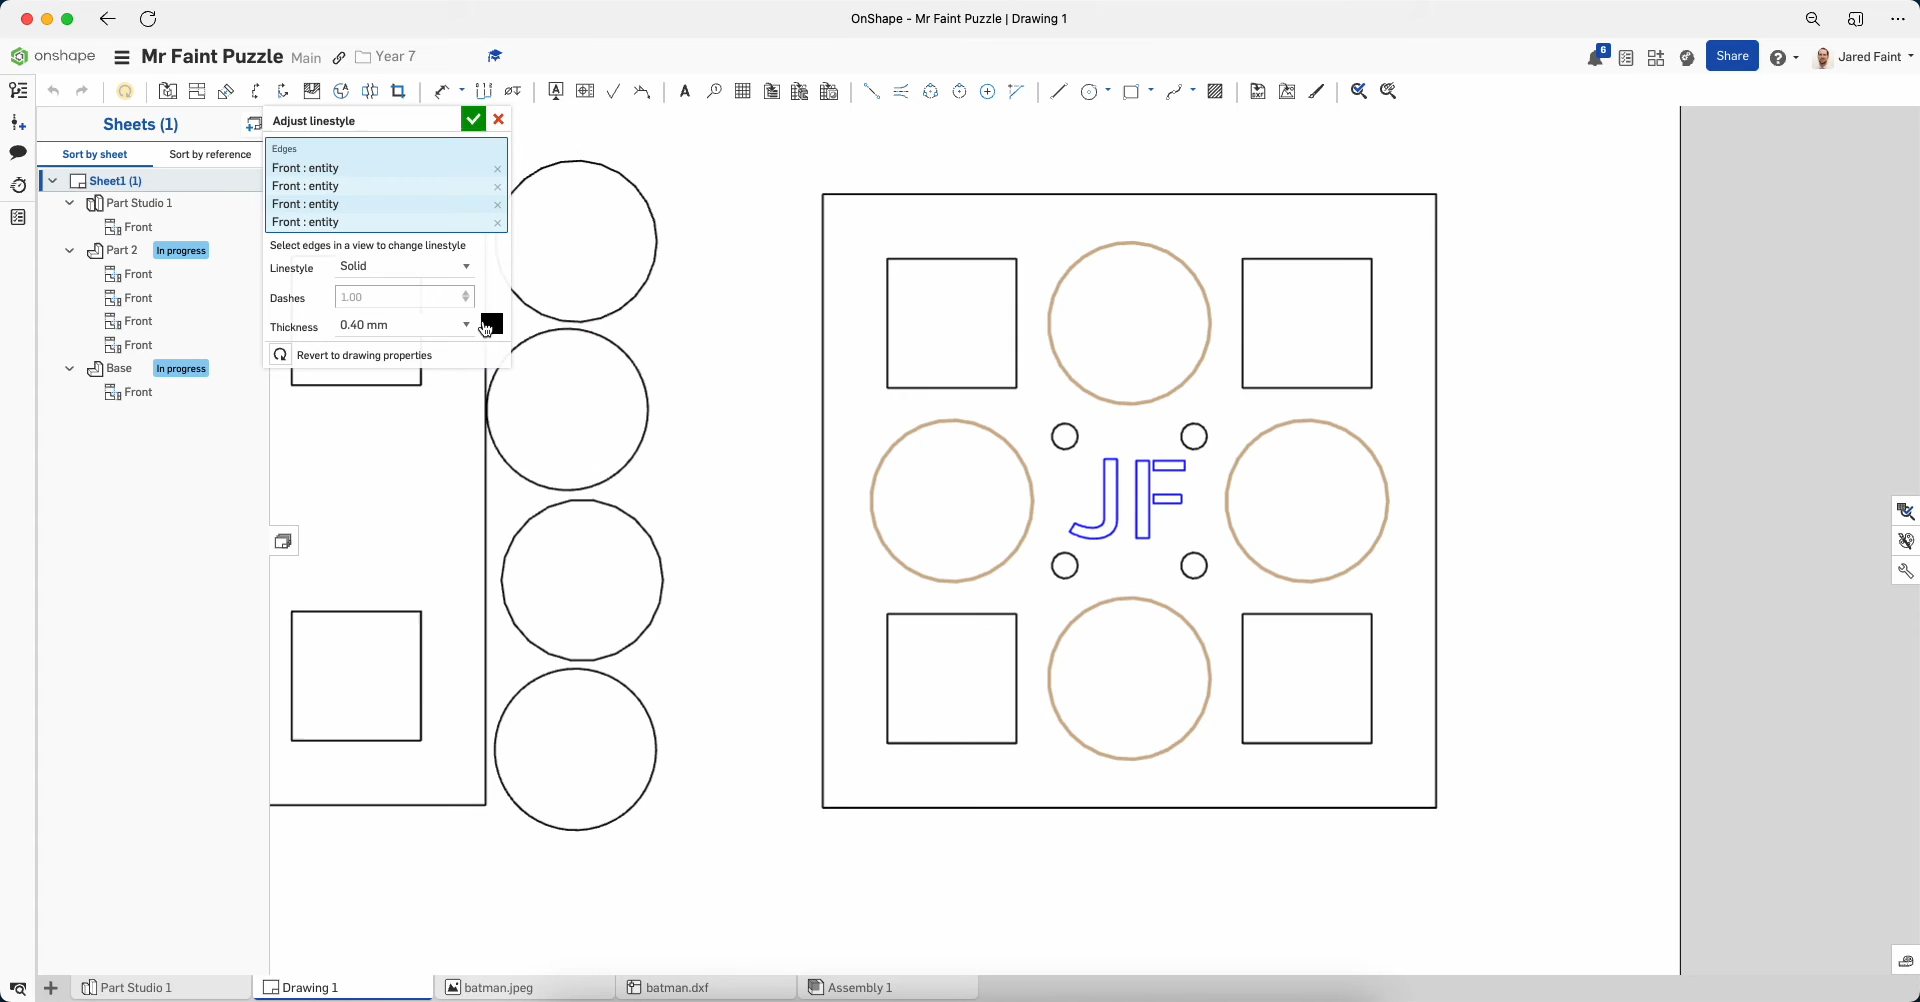 OnShape - Mr Faint Puzzle | Drawing 1
onshape Mr Faint Puzzle Main Year 7
6
Share
Jared Faint
Sheets (1)
Sort by sheet Sort by reference
Sheet1 (1)
Part Studio 1
Front
Part 2 In progress
Front
Front
Front
Front
Base In progress
Front
Adjust linestyle
Edges
Front : entity
Front : entity
Front : entity
Front : entity
Select edges in a view to change linestyle
Linestyle Solid
Dashes 1.00
Thickness 0.40 mm
Revert to drawing properties
JF
Part Studio 1 Drawing 1 batman.jpeg batman.dxf Assembly 1